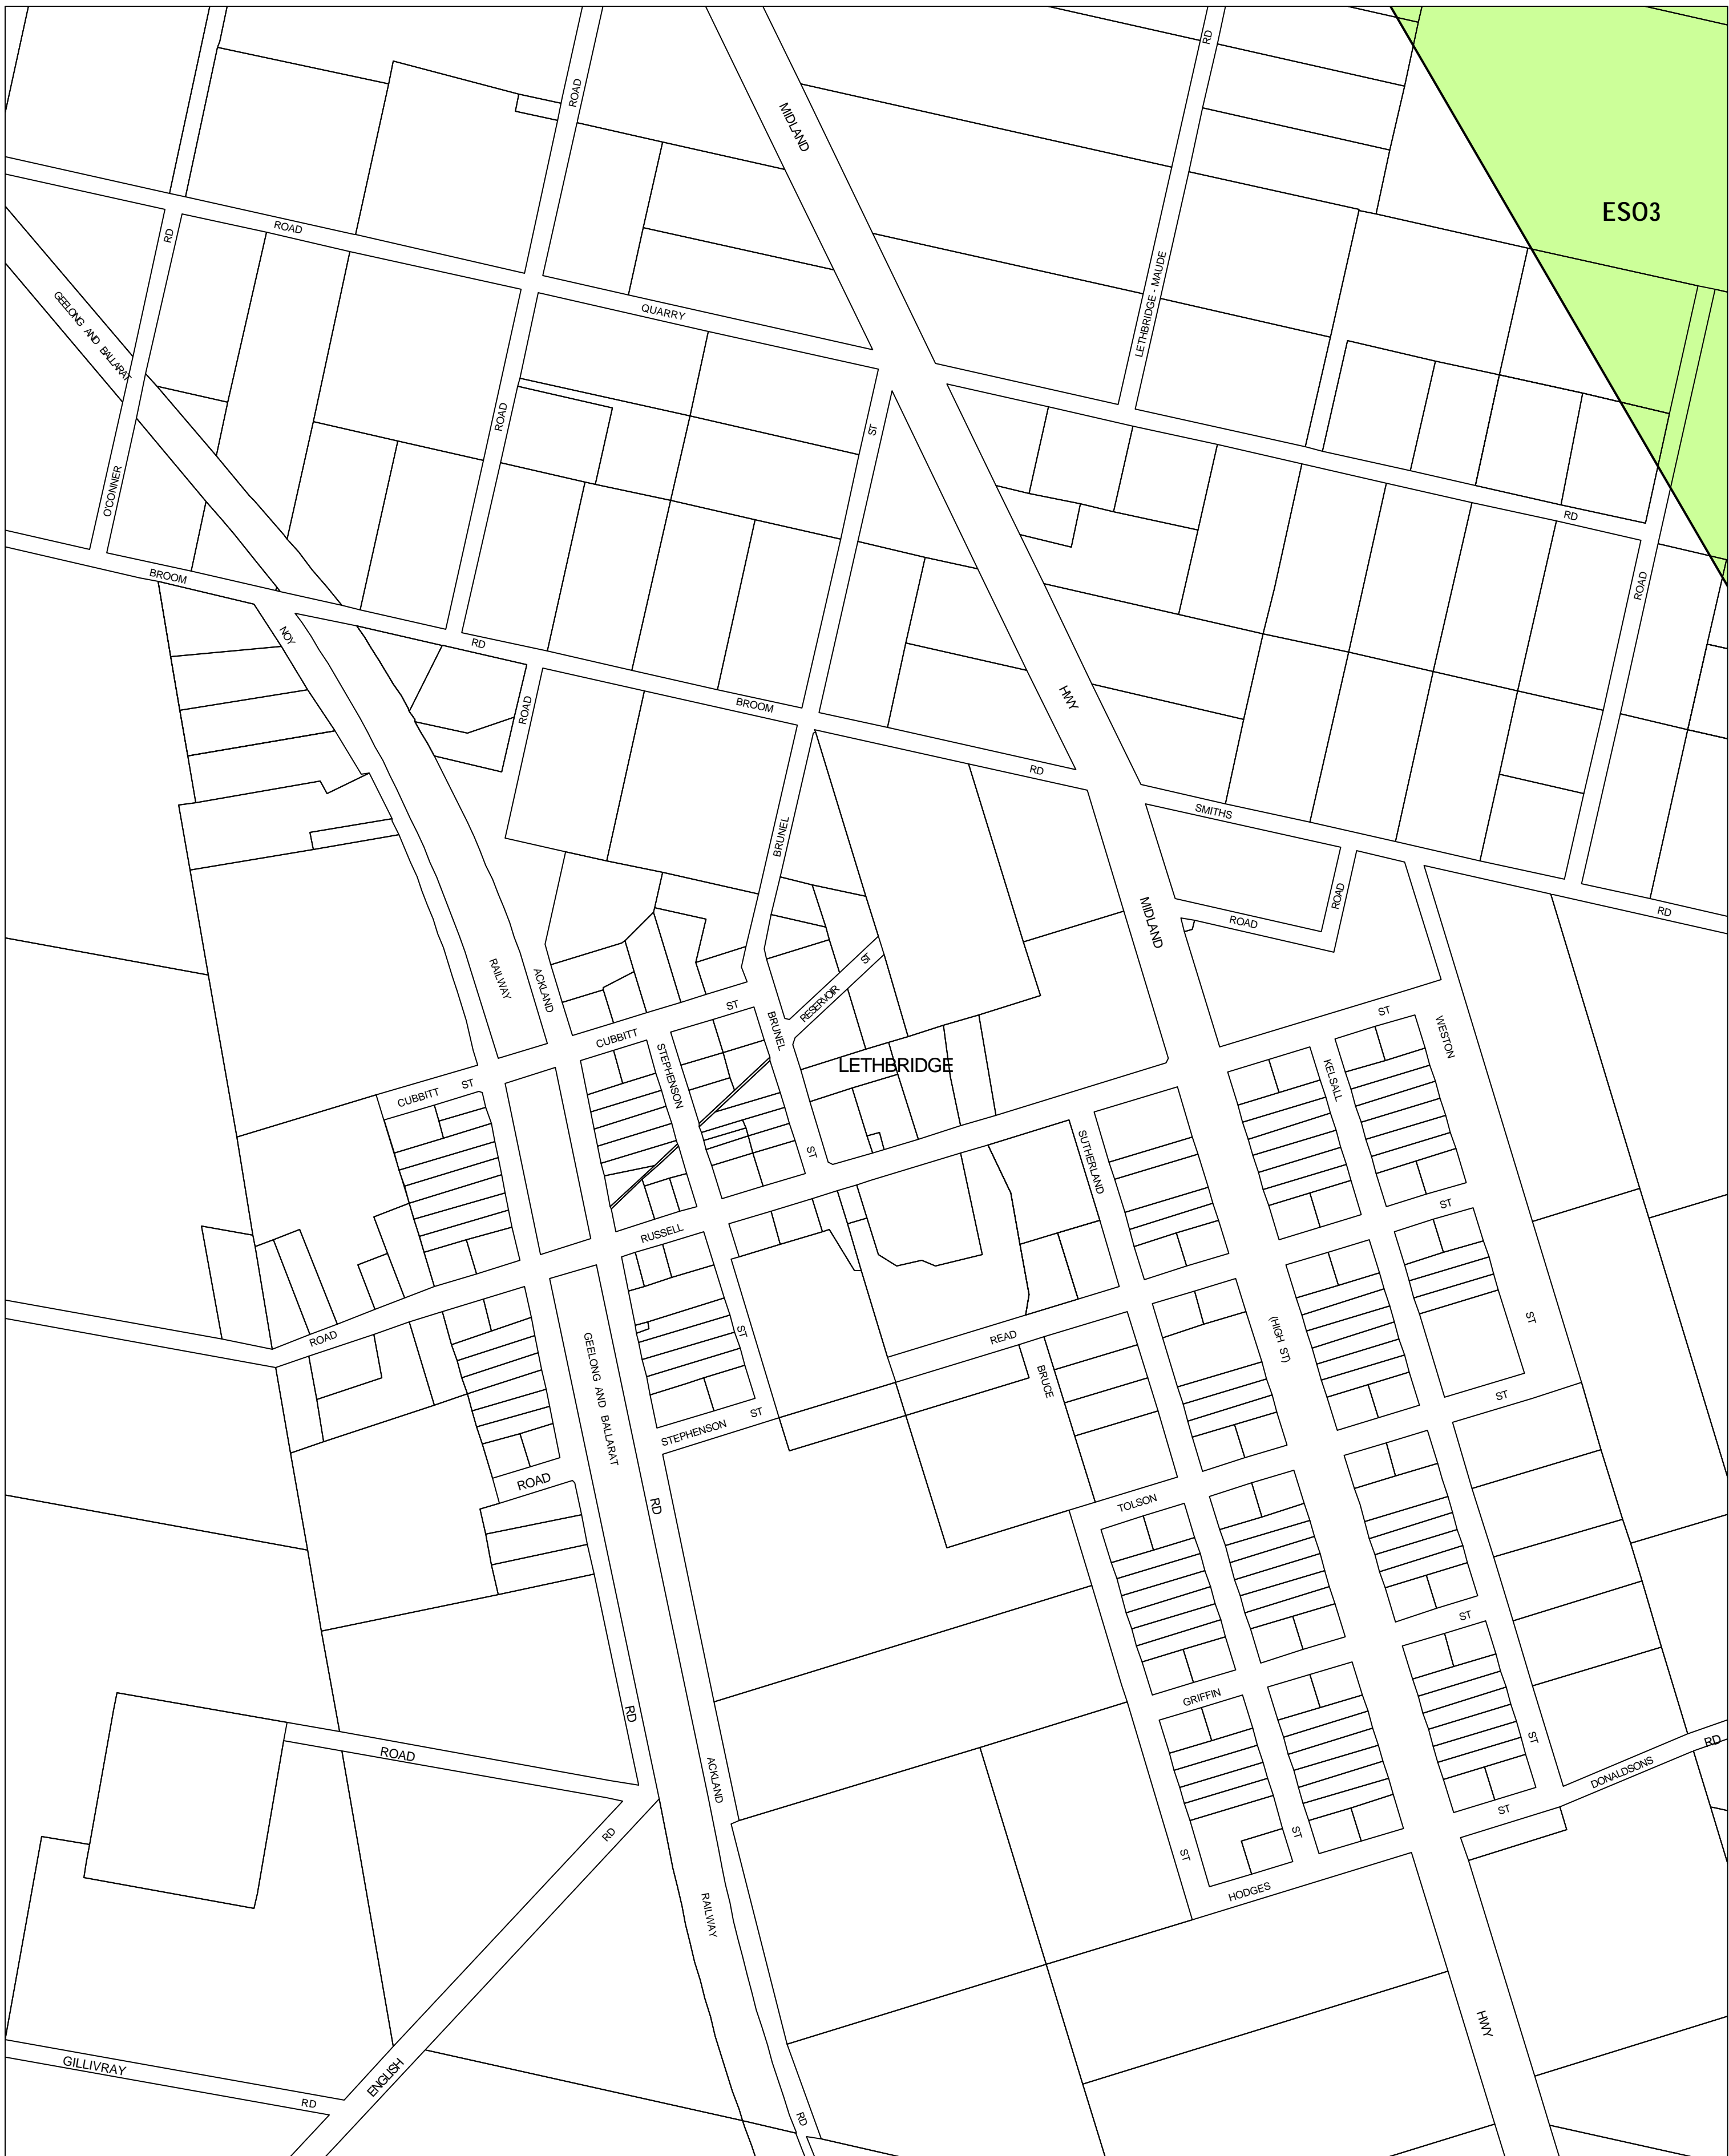 RD
ROAD
MIDLAND
ESO3
ROAD
RD
LETHBRIDGE - MAUDE
QUARRY
GEELONG AND BALLARAT
ROAD
ST
O'CONNER
RD
BROOM
ROAD
NOY
RD
HWY
BROOM
ROAD
RD
SMITHS
BRUNEL
ROAD
RD
MIDLAND
ROAD
ST
RAILWAY
ACKLAND
RESERVOIR
ST
ST
CUBBITT
BRUNEL
WESTON
STEPHENSON
LETHBRIDGE
KELSALL
CUBBITT ST
ST
SUTHERLAND
ST
RUSSELL
ROAD
ST
READ
(HIGH ST)
ST
GEELONG AND BALLARAT
BRUCE
ST
STEPHENSON ST
ROAD
RD
TOLSON
ST
GRIFFIN
RD
ROAD
ST
RD
ACKLAND
DONALDSONS
ST
RD
ST
ST
HODGES
RAILWAY
HWY
GILLIVRAY
ENGLISH
RD
RD